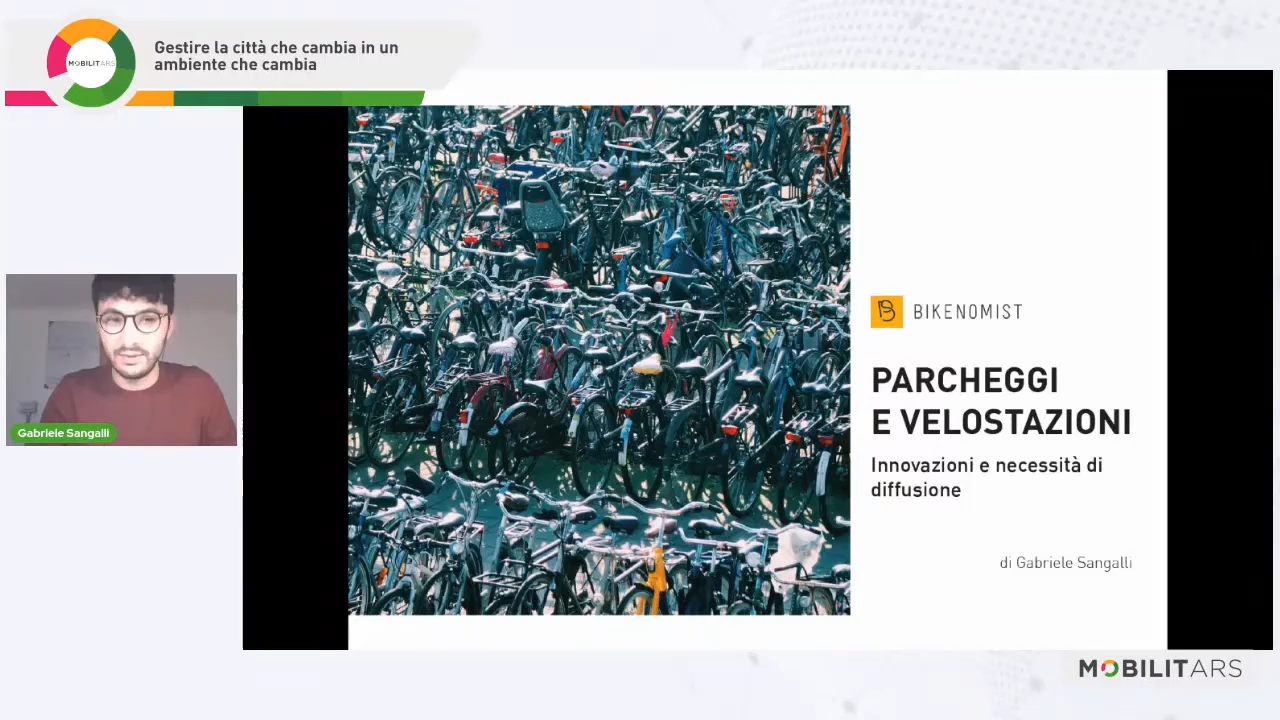 MOBILITARS
Gestire la città che cambia in un
ambiente che cambia
Gabriele Sangalli
BIKENOMIST
PARCHEGGI
E VELOSTAZIONI
Innovazioni e necessità di
diffusione
di Gabriele Sangalli
MOBILITARS